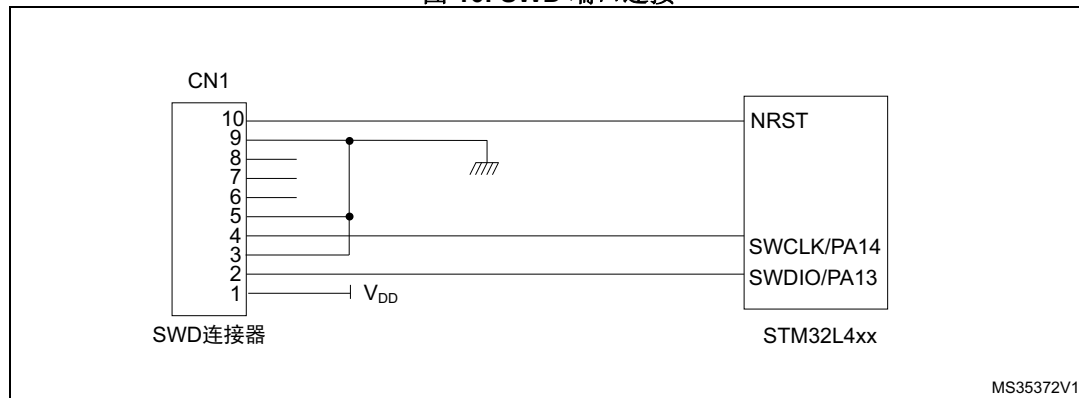 CN1
10
9
8
7
6
5
4
3
2
1
NRST
SWCLK/PA14
SWDIO/PA13
VDD
SWD连接器
STM32L4xx
MS35372V1